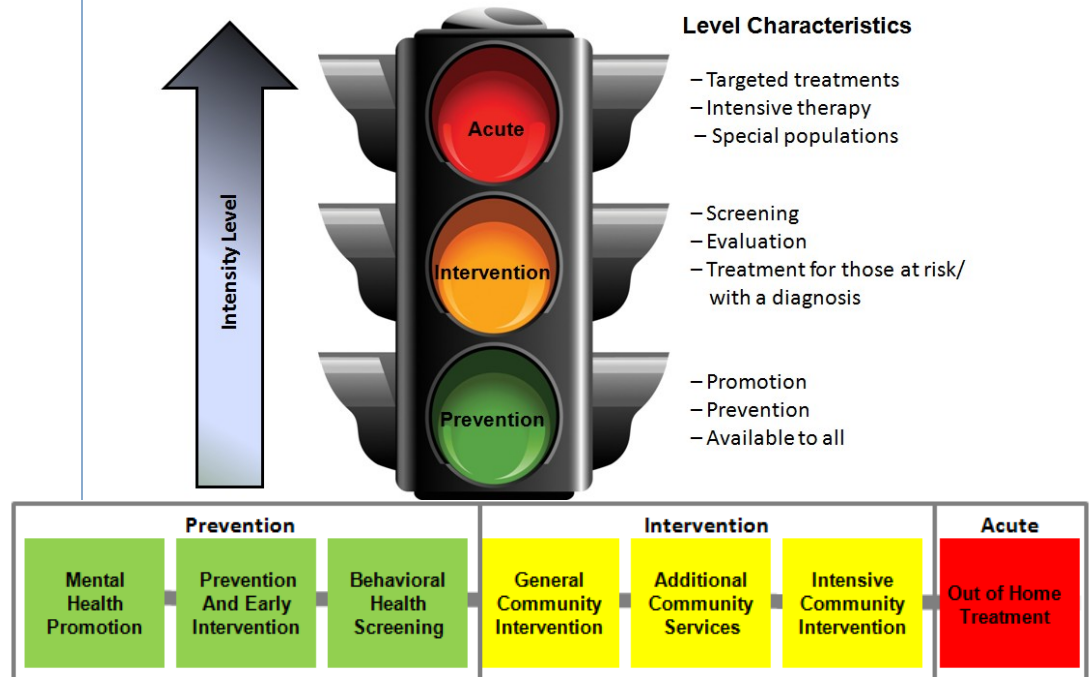 Level Characteristics
Intensity Level
Acute
– Targeted treatments
– Intensive therapy
– Special populations
Intervention
– Screening
– Evaluation
– Treatment for those at risk/
with a diagnosis
Prevention
– Promotion
– Prevention
– Available to all
Prevention
Mental
Health
Promotion
Prevention
And Early
Intervention
Behavioral
Health
Screening
Intervention
General
Community
Intervention
Additional
Community
Services
Intensive
Community
Intervention
Acute
Out of Home
Treatment